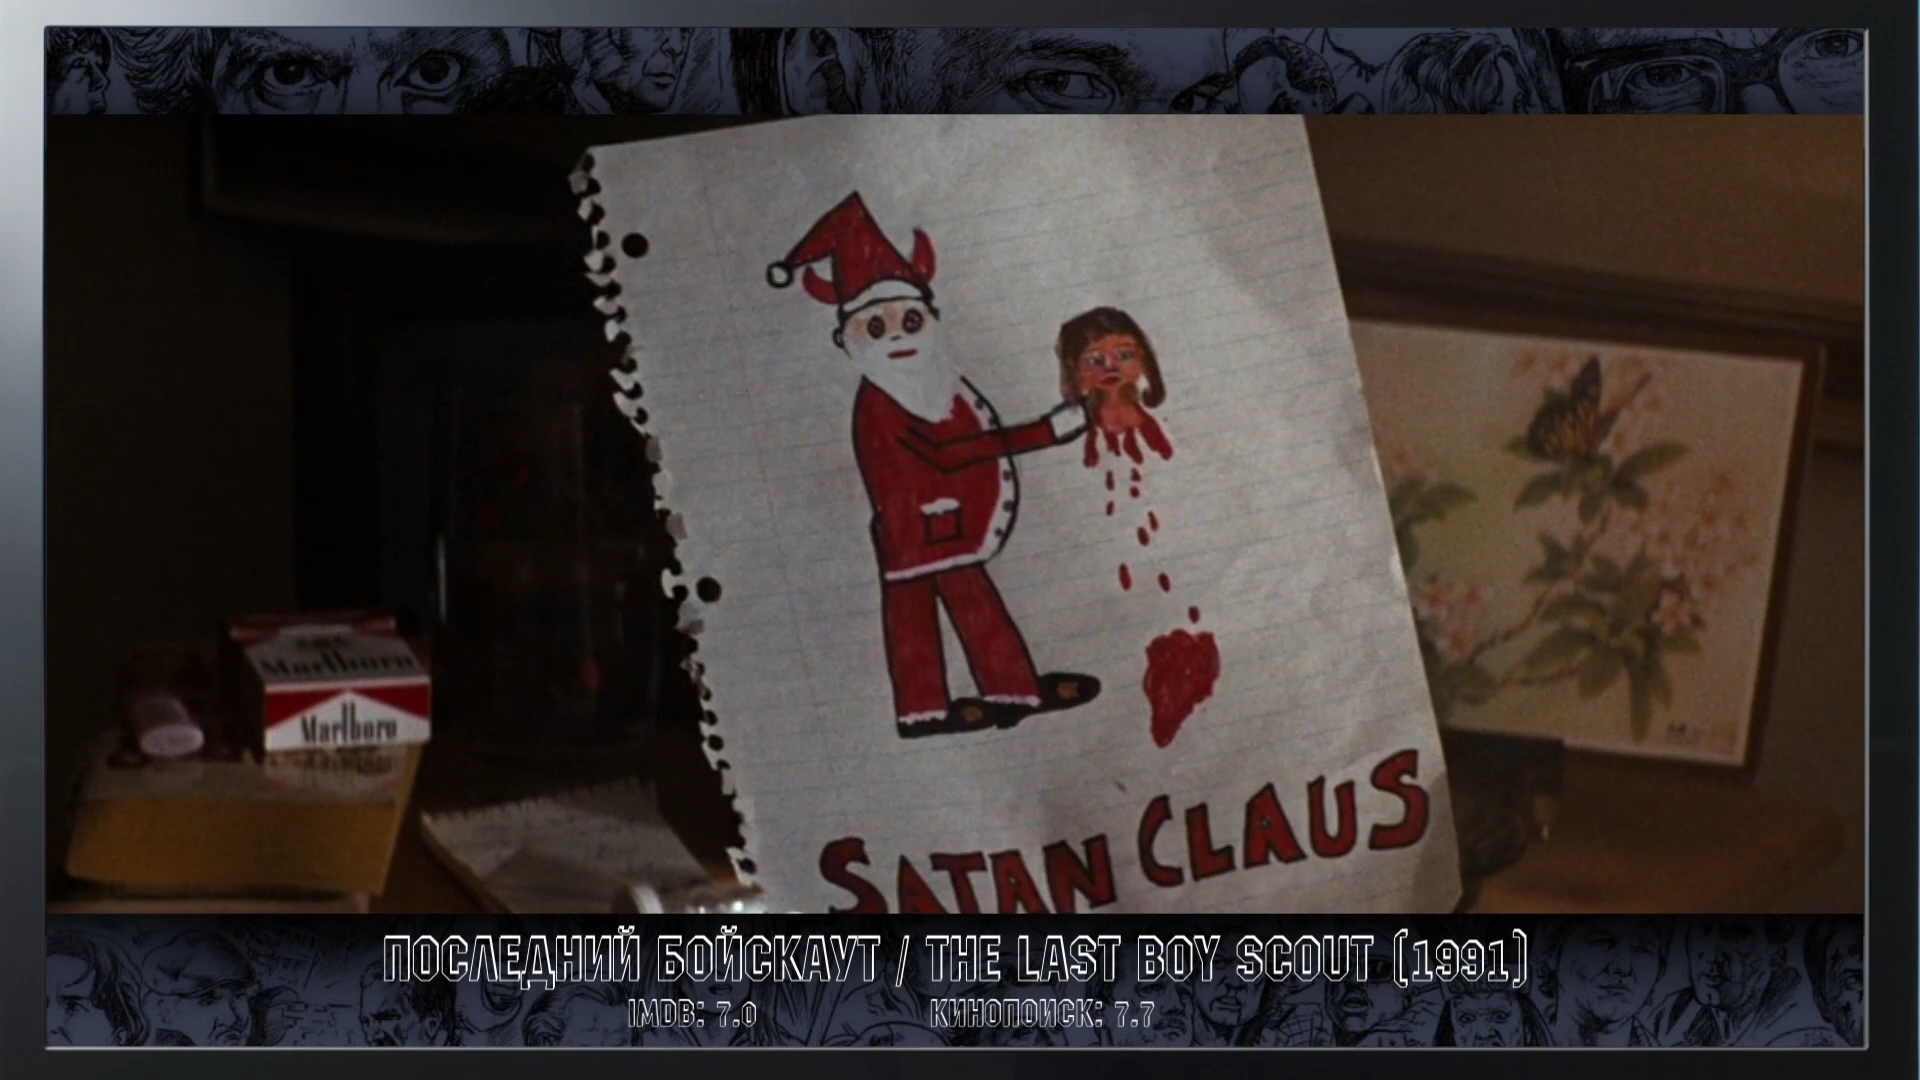 Marlboro
Marlboro
SATAN CLAUS
ПОСЛЕДНИЙ БОЙСКАУТ / THE LAST BOY SCOUT (1991)
IMDB: 7.0 КИНОПОИСК: 7.7